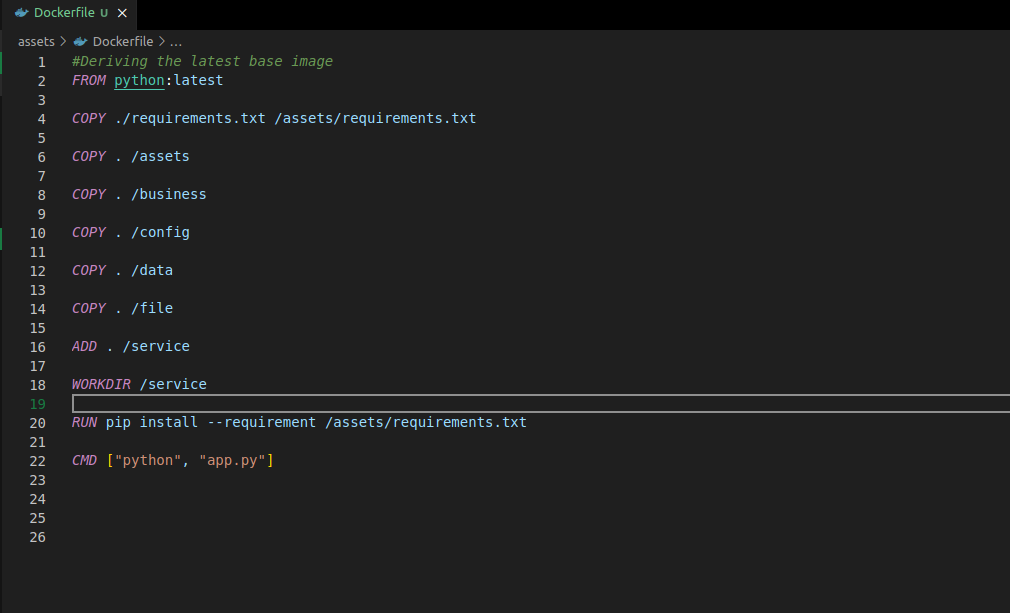 Dockerfile U ×
assets > Dockerfile > ...
1 #Deriving the latest base image
2 FROM python:latest
3
4 COPY ./requirements.txt /assets/requirements.txt
5
6 COPY . /assets
7
8 COPY . /business
9
10 COPY . /config
11
12 COPY . /data
13
14 COPY . /file
15
16 ADD . /service
17
18 WORKDIR /service
19
20 RUN pip install --requirement /assets/requirements.txt
21
22 CMD ["python", "app.py"]
23
24
25
26